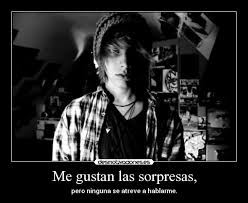 desmotivaciones.es
Me gustan las sorpresas,
pero ninguna se atreve a hablarme.